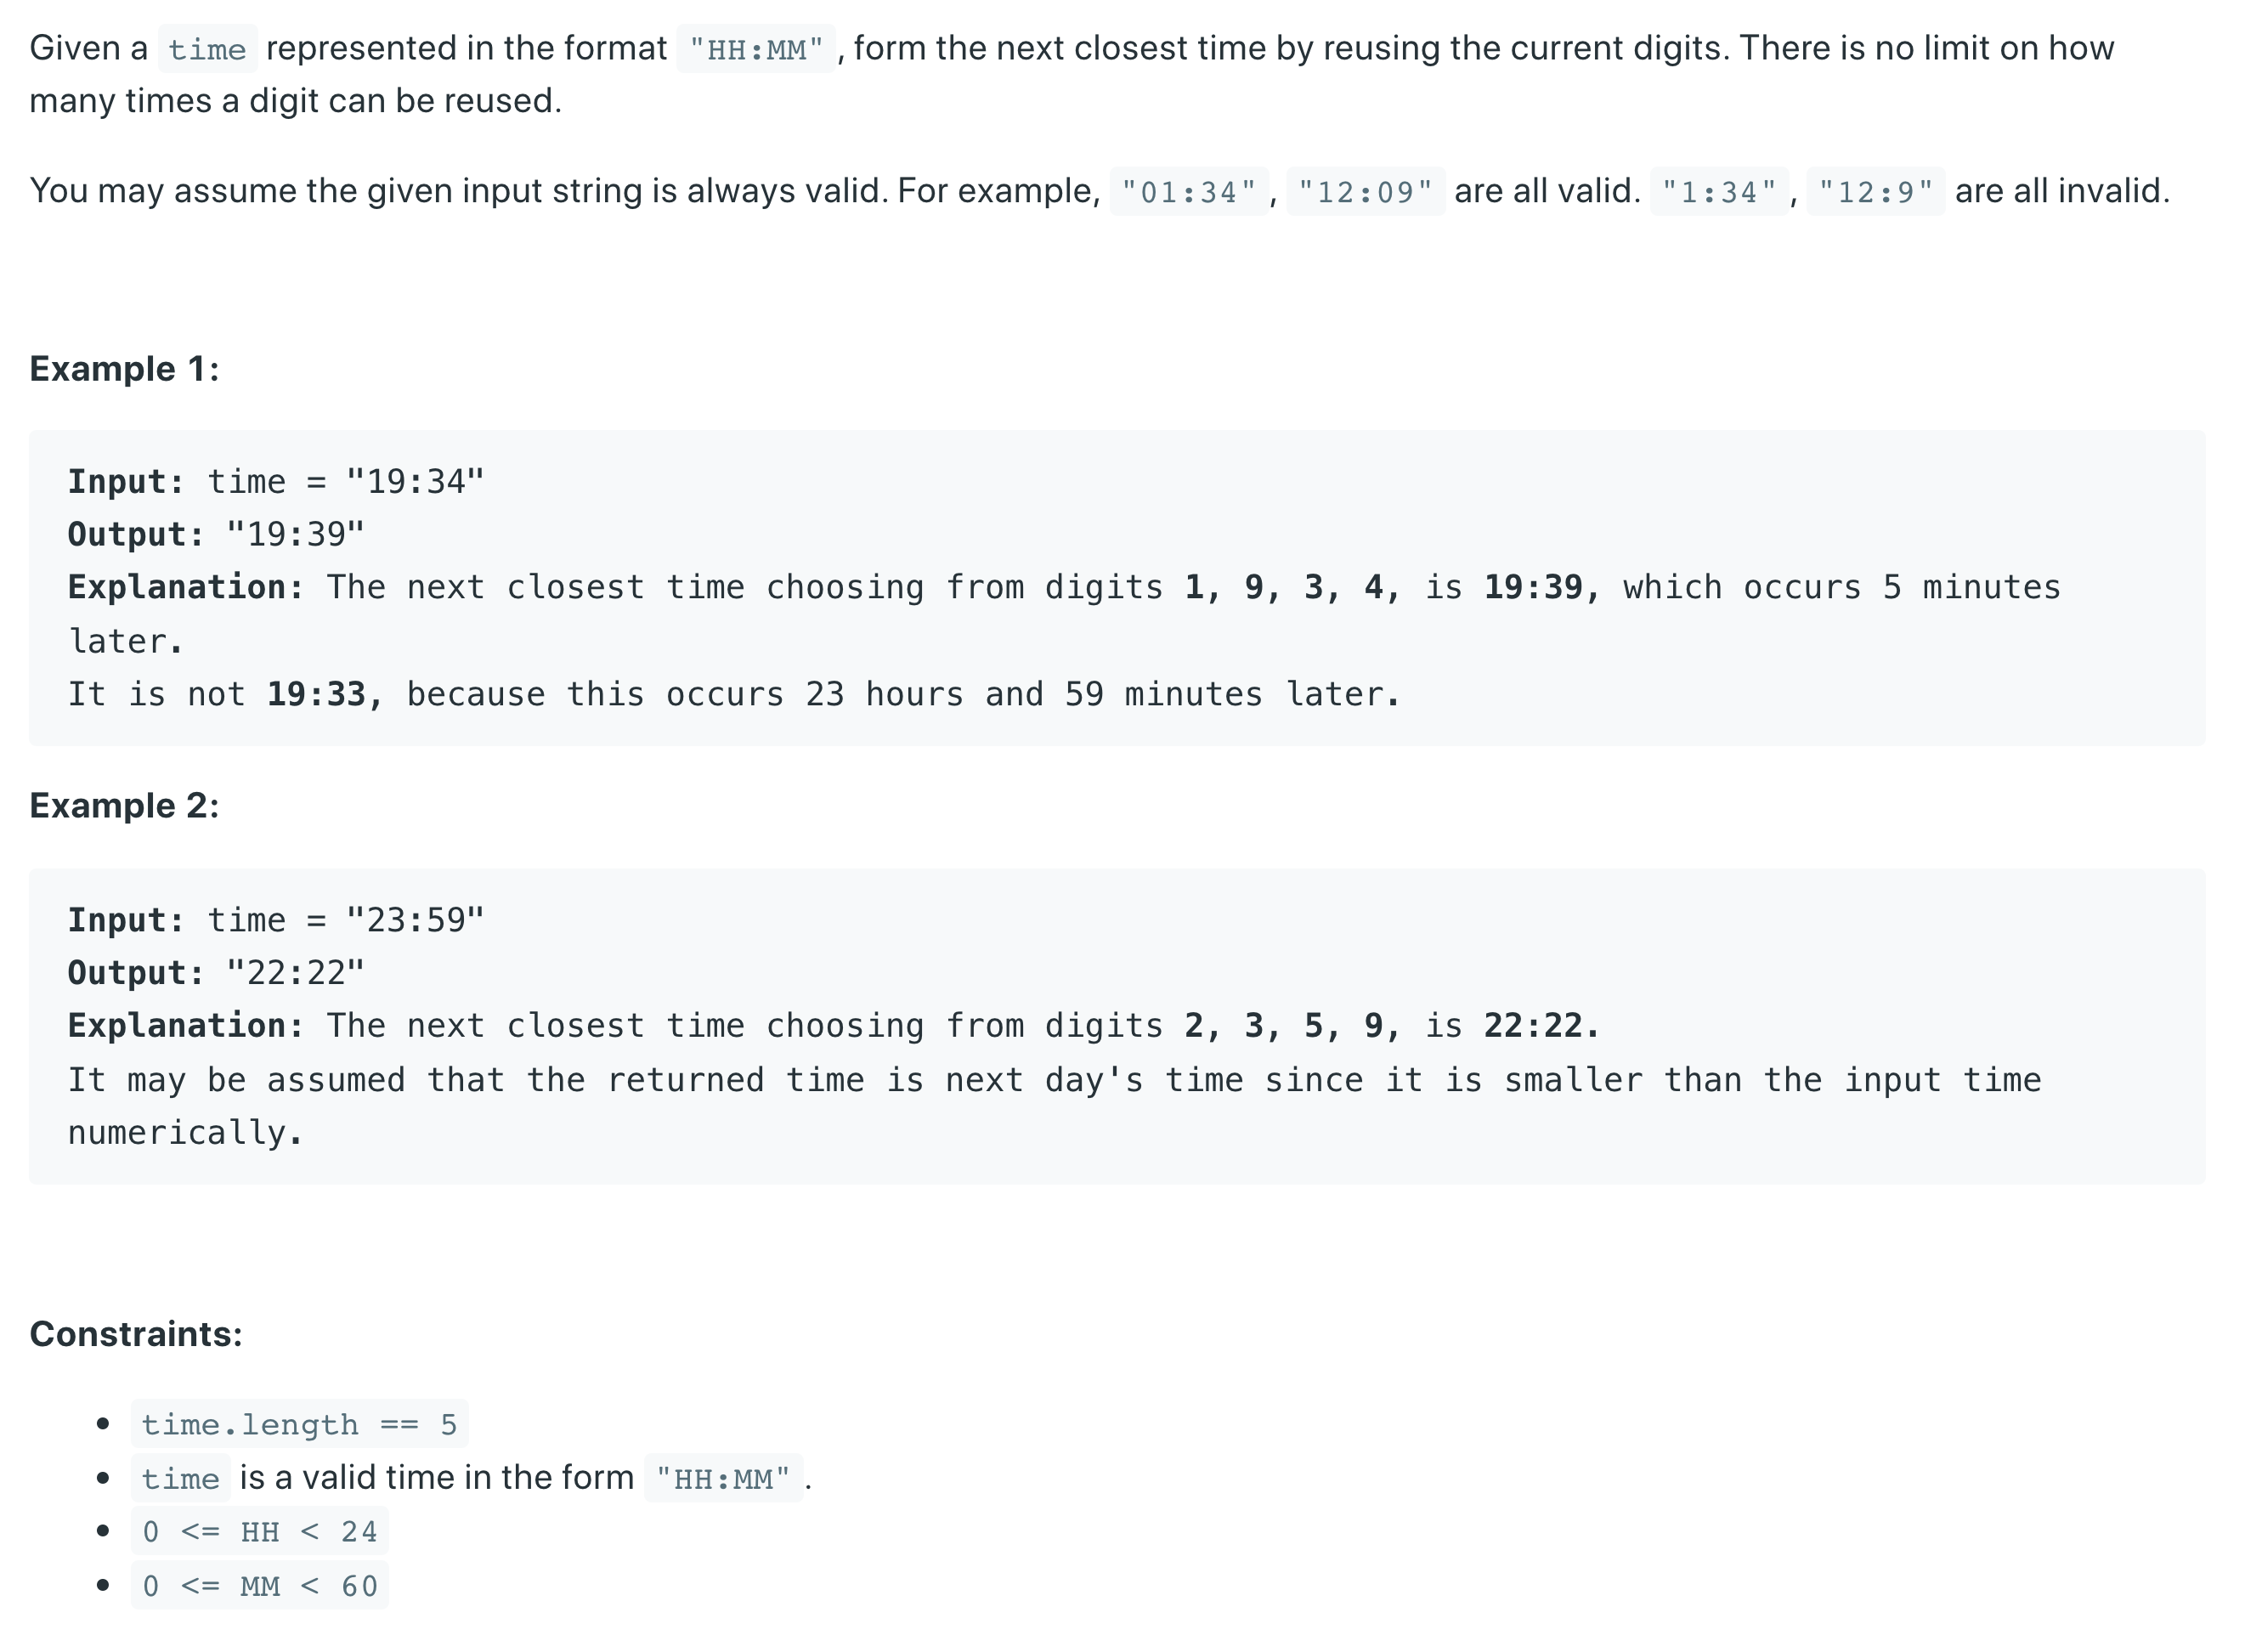 Given a time represented in the format "HH:MM", form the next closest time by reusing the current digits. There is no limit on how
many times a digit can be reused.
You may assume the given input string is always valid. For example, "01:34", "12:09" are all valid. "1:34", "12:9" are all invalid.
Example 1:
Input: time = "19:34"
Output: "19:39"
Explanation: The next closest time choosing from digits 1, 9, 3, 4, is 19:39, which occurs 5 minutes
later.
It is not 19:33, because this occurs 23 hours and 59 minutes later.
Example 2:
Input: time = "23:59"
Output: "22:22"
Explanation: The next closest time choosing from digits 2, 3, 5, 9, is 22:22.
It may be assumed that the returned time is next day's time since it is smaller than the input time
numerically.
Constraints:
• time.length == 5
• time is a valid time in the form "HH:MM".
• 0 <= HH < 24
• 0 <= MM < 60